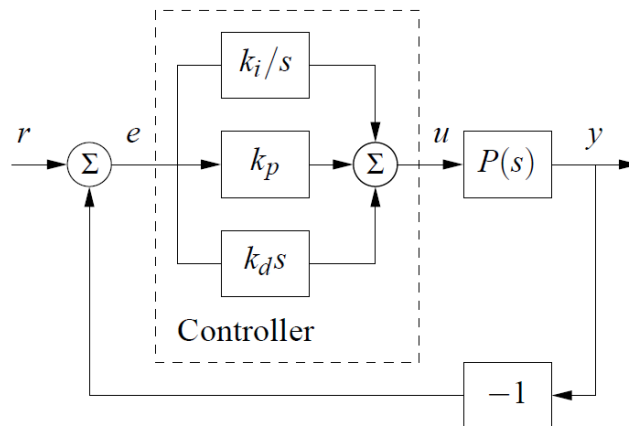 k_i/s
r
e
u
y
Σ
k_p
Σ
P(s)
k_d s
Controller
−1